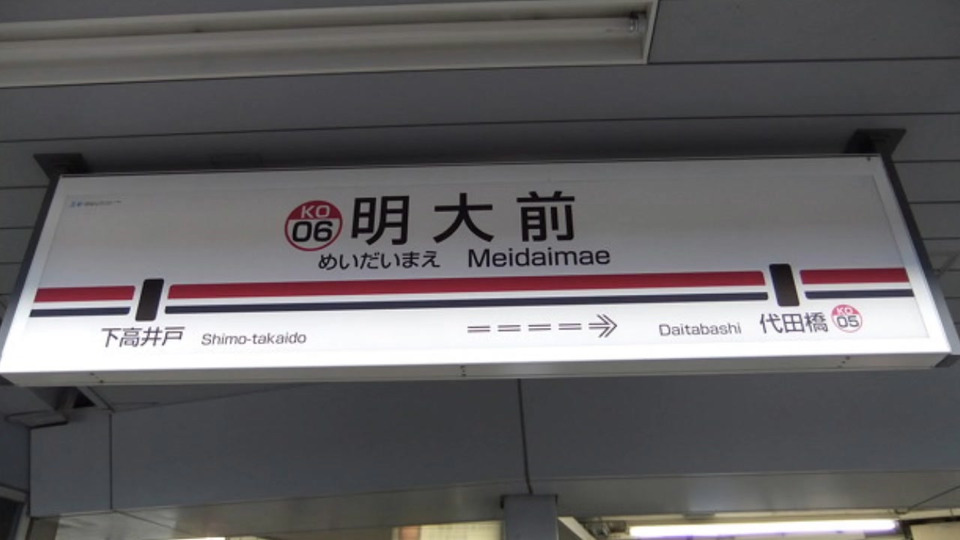 KO
06
明大前
めいだいまえ Meidaimae
下高井戸 Shimo-takaido
Daitabashi 代田橋
KO
05